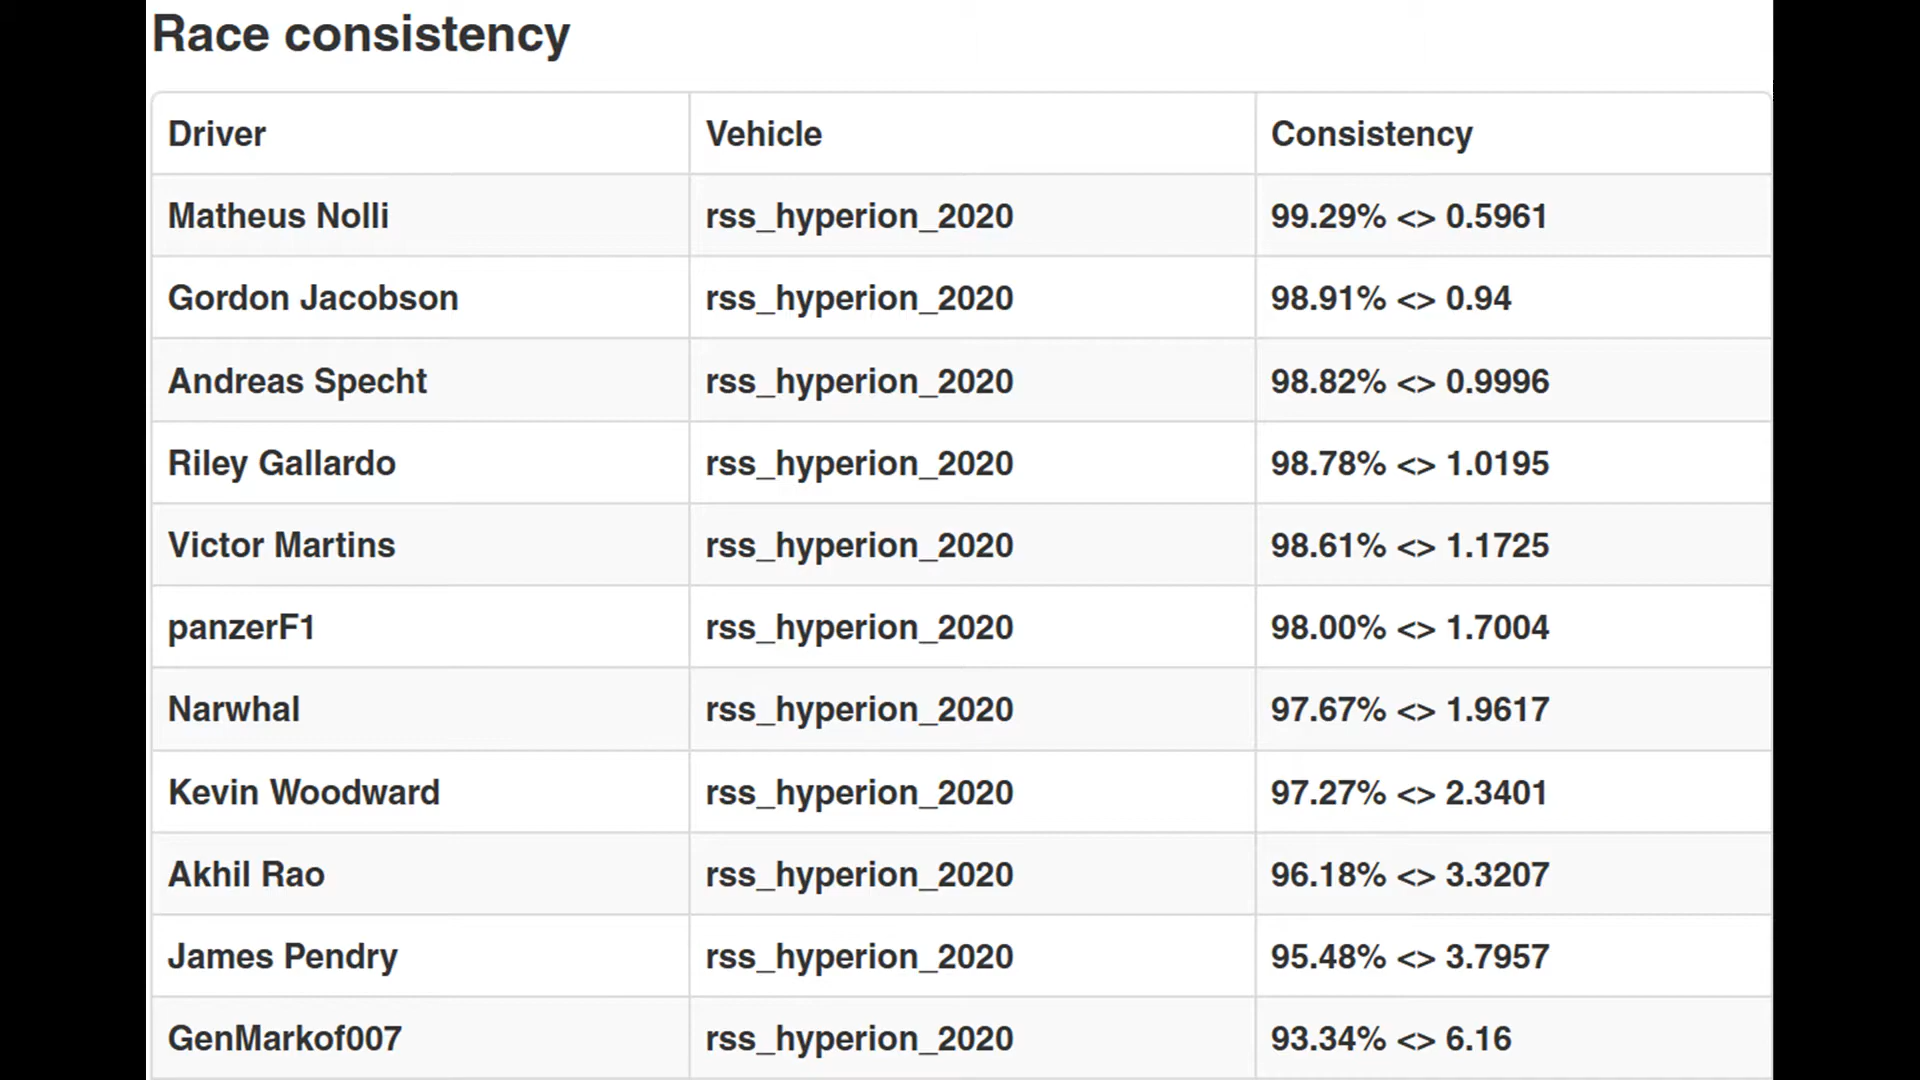 Race consistency
Driver Vehicle Consistency
Matheus Nolli rss_hyperion_2020 99.29% <> 0.5961
Gordon Jacobson rss_hyperion_2020 98.91% <> 0.94
Andreas Specht rss_hyperion_2020 98.82% <> 0.9996
Riley Gallardo rss_hyperion_2020 98.78% <> 1.0195
Victor Martins rss_hyperion_2020 98.61% <> 1.1725
panzerF1 rss_hyperion_2020 98.00% <> 1.7004
Narwhal rss_hyperion_2020 97.67% <> 1.9617
Kevin Woodward rss_hyperion_2020 97.27% <> 2.3401
Akhil Rao rss_hyperion_2020 96.18% <> 3.3207
James Pendry rss_hyperion_2020 95.48% <> 3.7957
GenMarkof007 rss_hyperion_2020 93.34% <> 6.16